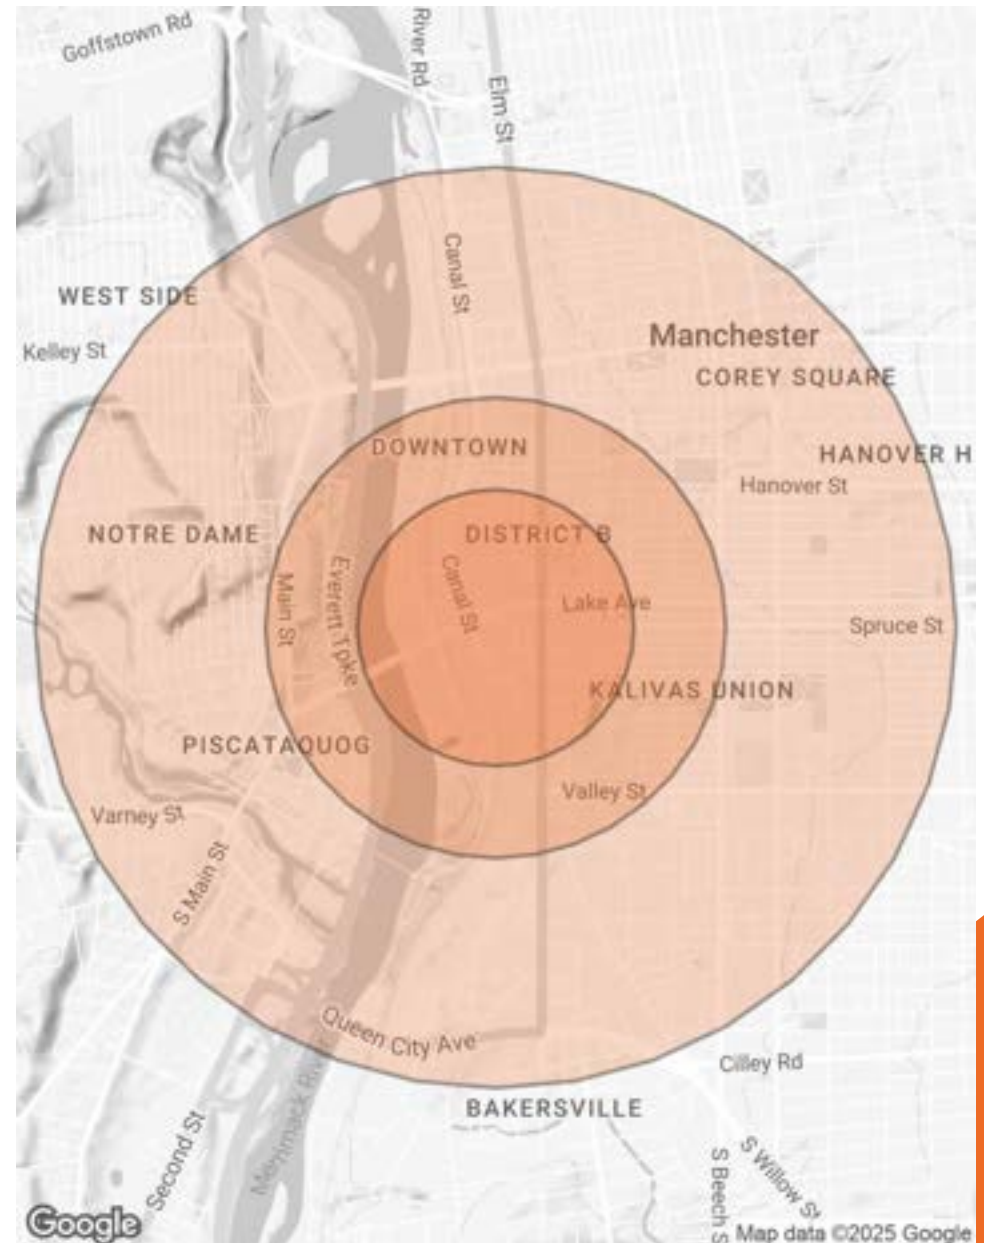 Goffstown Rd
River Rd
Elm St
Canal St
WEST SIDE
Manchester
Kelley St
COREY SQUARE
DOWNTOWN
HANOVER H
Hanover St
NOTRE DAME
DISTRICT B
Main St
Everett Tpke
Canal St
Lake Ave
Spruce St
KALIVAS UNION
PISCATAQUOG
Valley St
Varney St
S Main St
Queen City Ave
Cilley Rd
Merrimack Riv
BAKERSVILLE
Second St
S Beech S
S Willow St
Google
Map data ©2025 Google